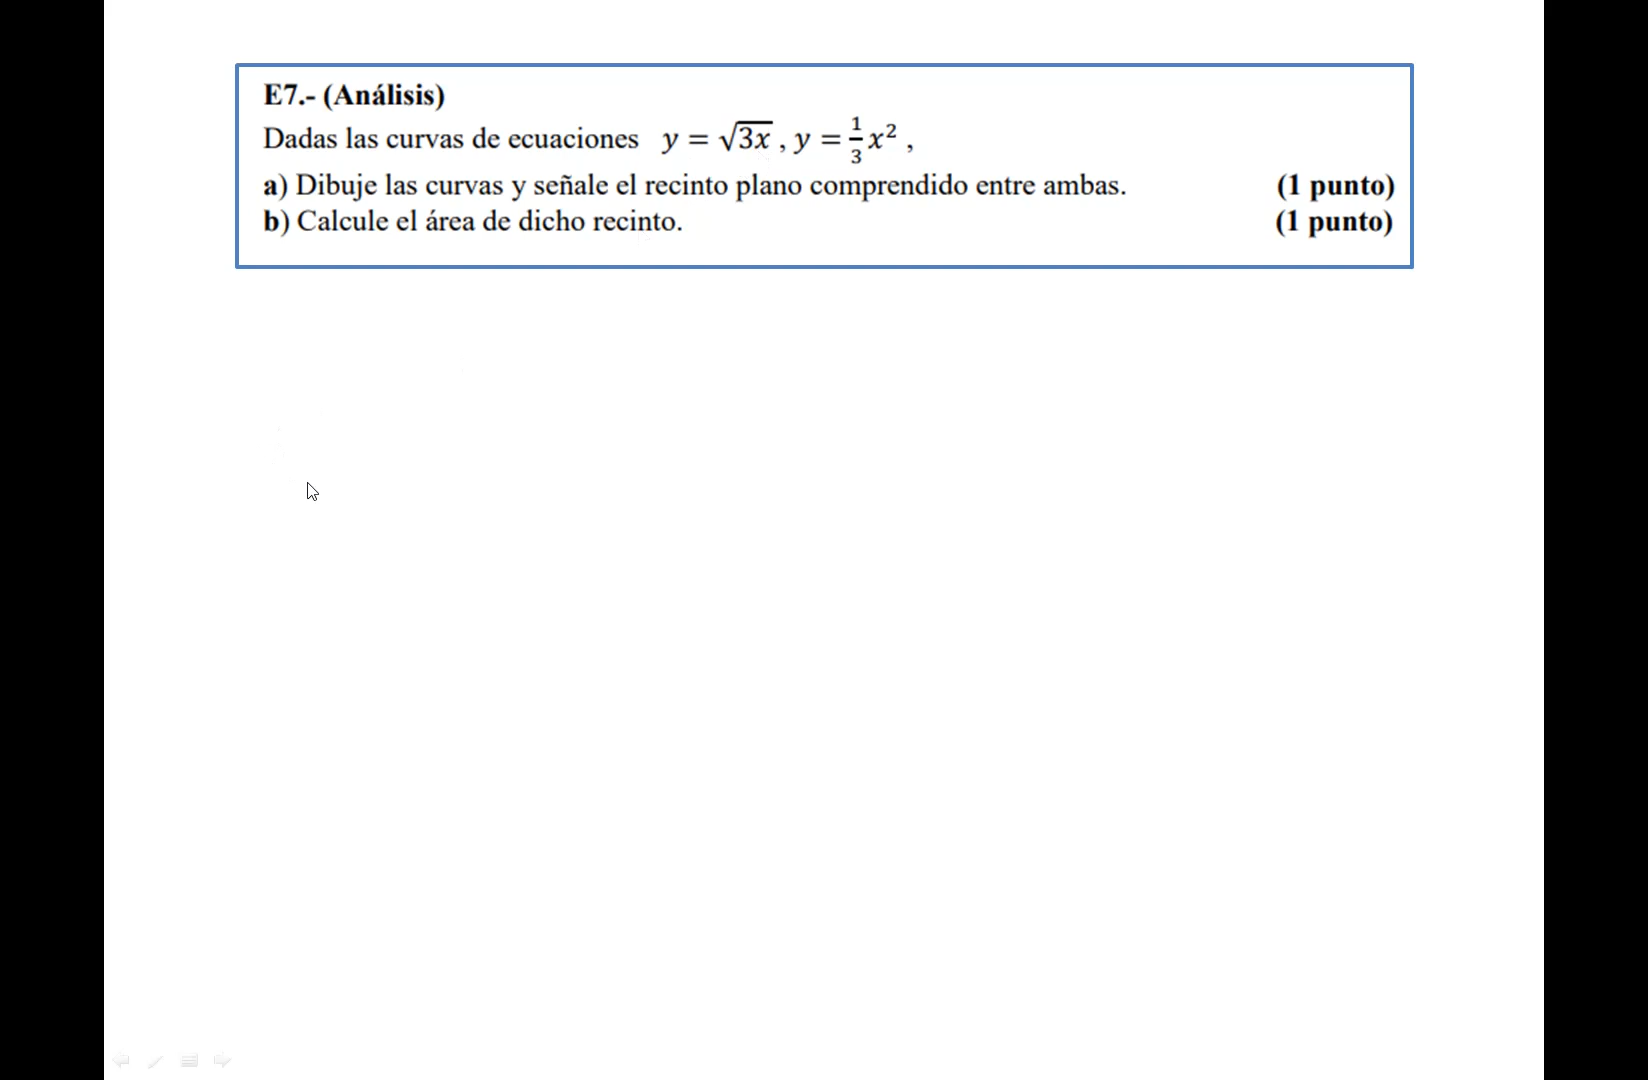 E7.- (Análisis)
Dadas las curvas de ecuaciones y = √3x , y = 1/3 x² ,
a) Dibuje las curvas y señale el recinto plano comprendido entre ambas. (1 punto)
b) Calcule el área de dicho recinto. (1 punto)